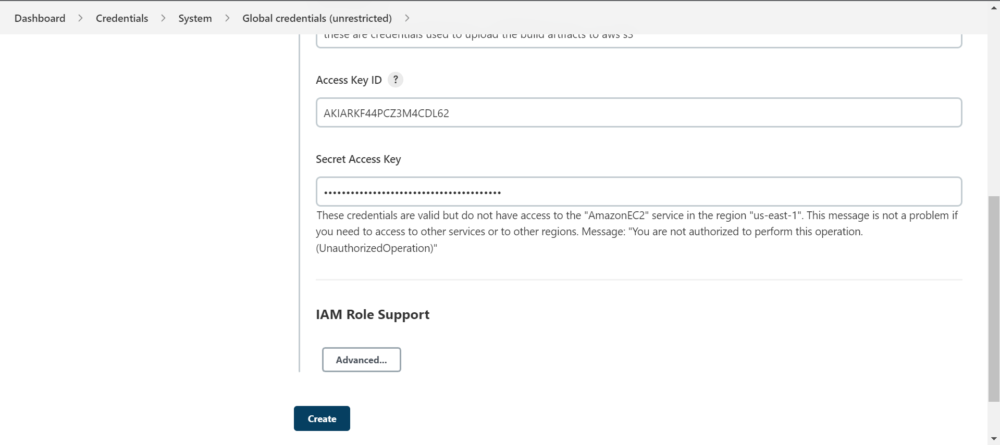 Dashboard > Credentials > System > Global credentials (unrestricted) >
these are credentials used to upload the build artifacts to aws s3
Access Key ID ?
AKIARKF44PCZ3M4CDL62
Secret Access Key
••••••••••••••••••••••••••••••••••••••••
These credentials are valid but do not have access to the "AmazonEC2" service in the region "us-east-1". This message is not a problem if
you need to access to other services or to other regions. Message: "You are not authorized to perform this operation.
(UnauthorizedOperation)"
IAM Role Support
Advanced...
Create